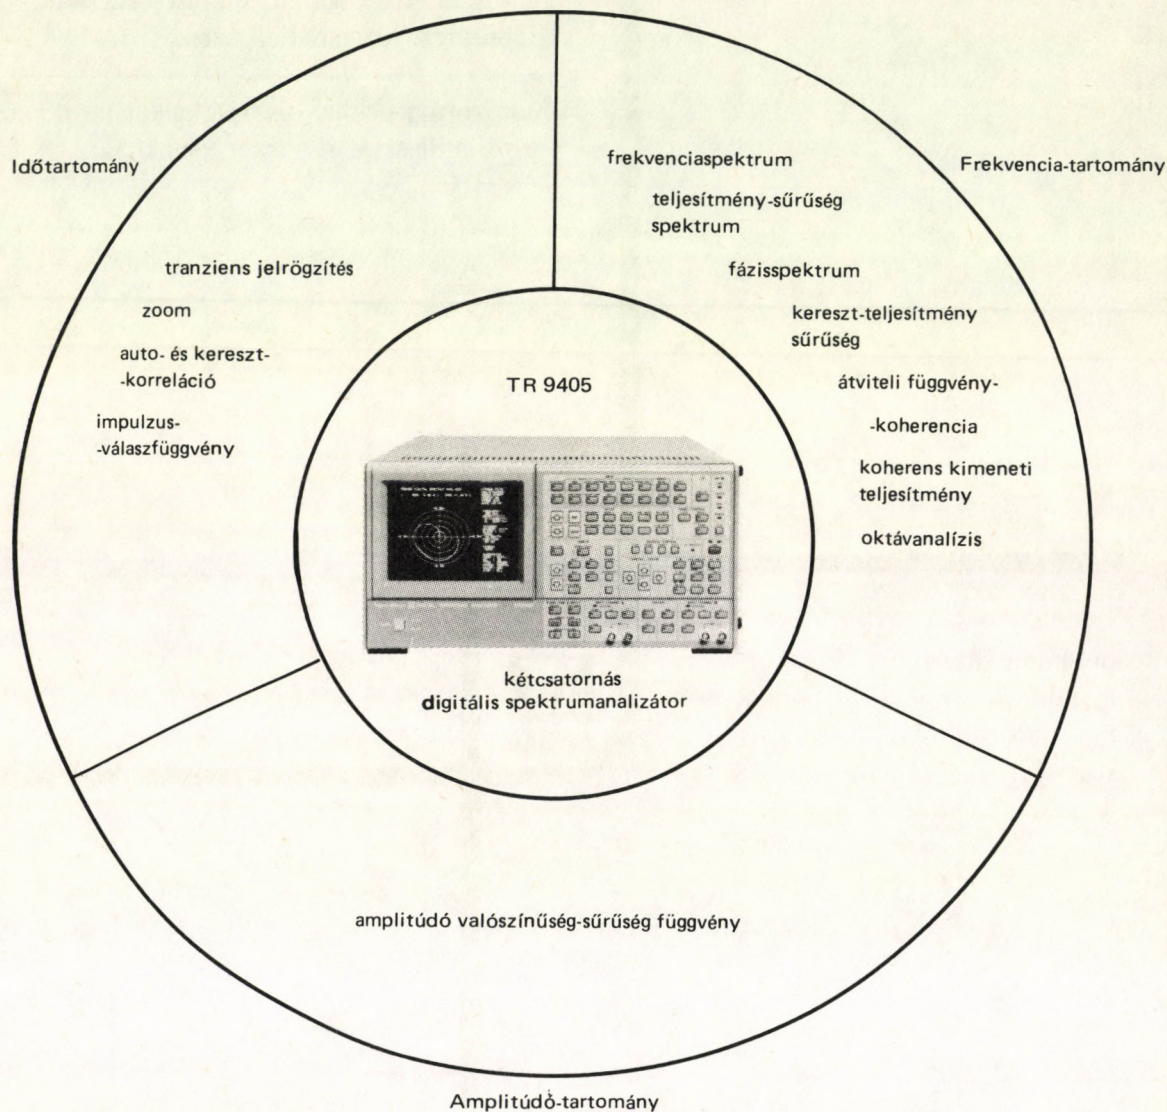 Időtartomány
tranziens jelrögzítés
zoom
auto- és kereszt-
-korreláció
impulzus-
-válaszfüggvény
frekvenciaspektrum
teljesítmény-sűrűség
spektrum
fázisspektrum
kereszt-teljesítmény
sűrűség
átviteli függvény-
-koherencia
koherens kimeneti
teljesítmény
oktávanalízis
Frekvencia-tartomány
TR 9405
kétcsatornás
digitális spektrumanalizátor
amplitúdó valószínűség-sűrűség függvény
Amplitúdó-tartomány